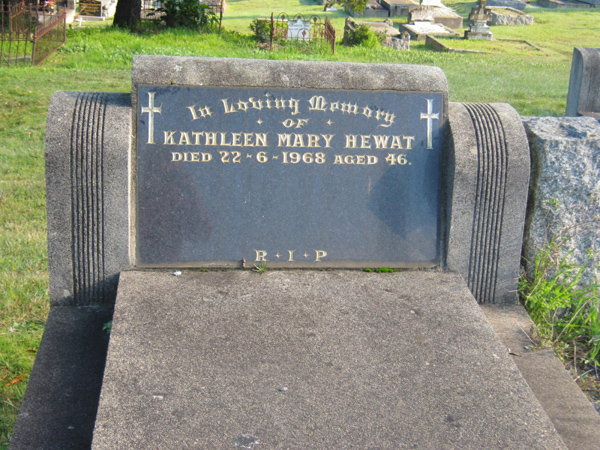 In Loving Memory
OF
KATHLEEN MARY HEWAT
DIED 22-6-1968 AGED 46.
R.I.P